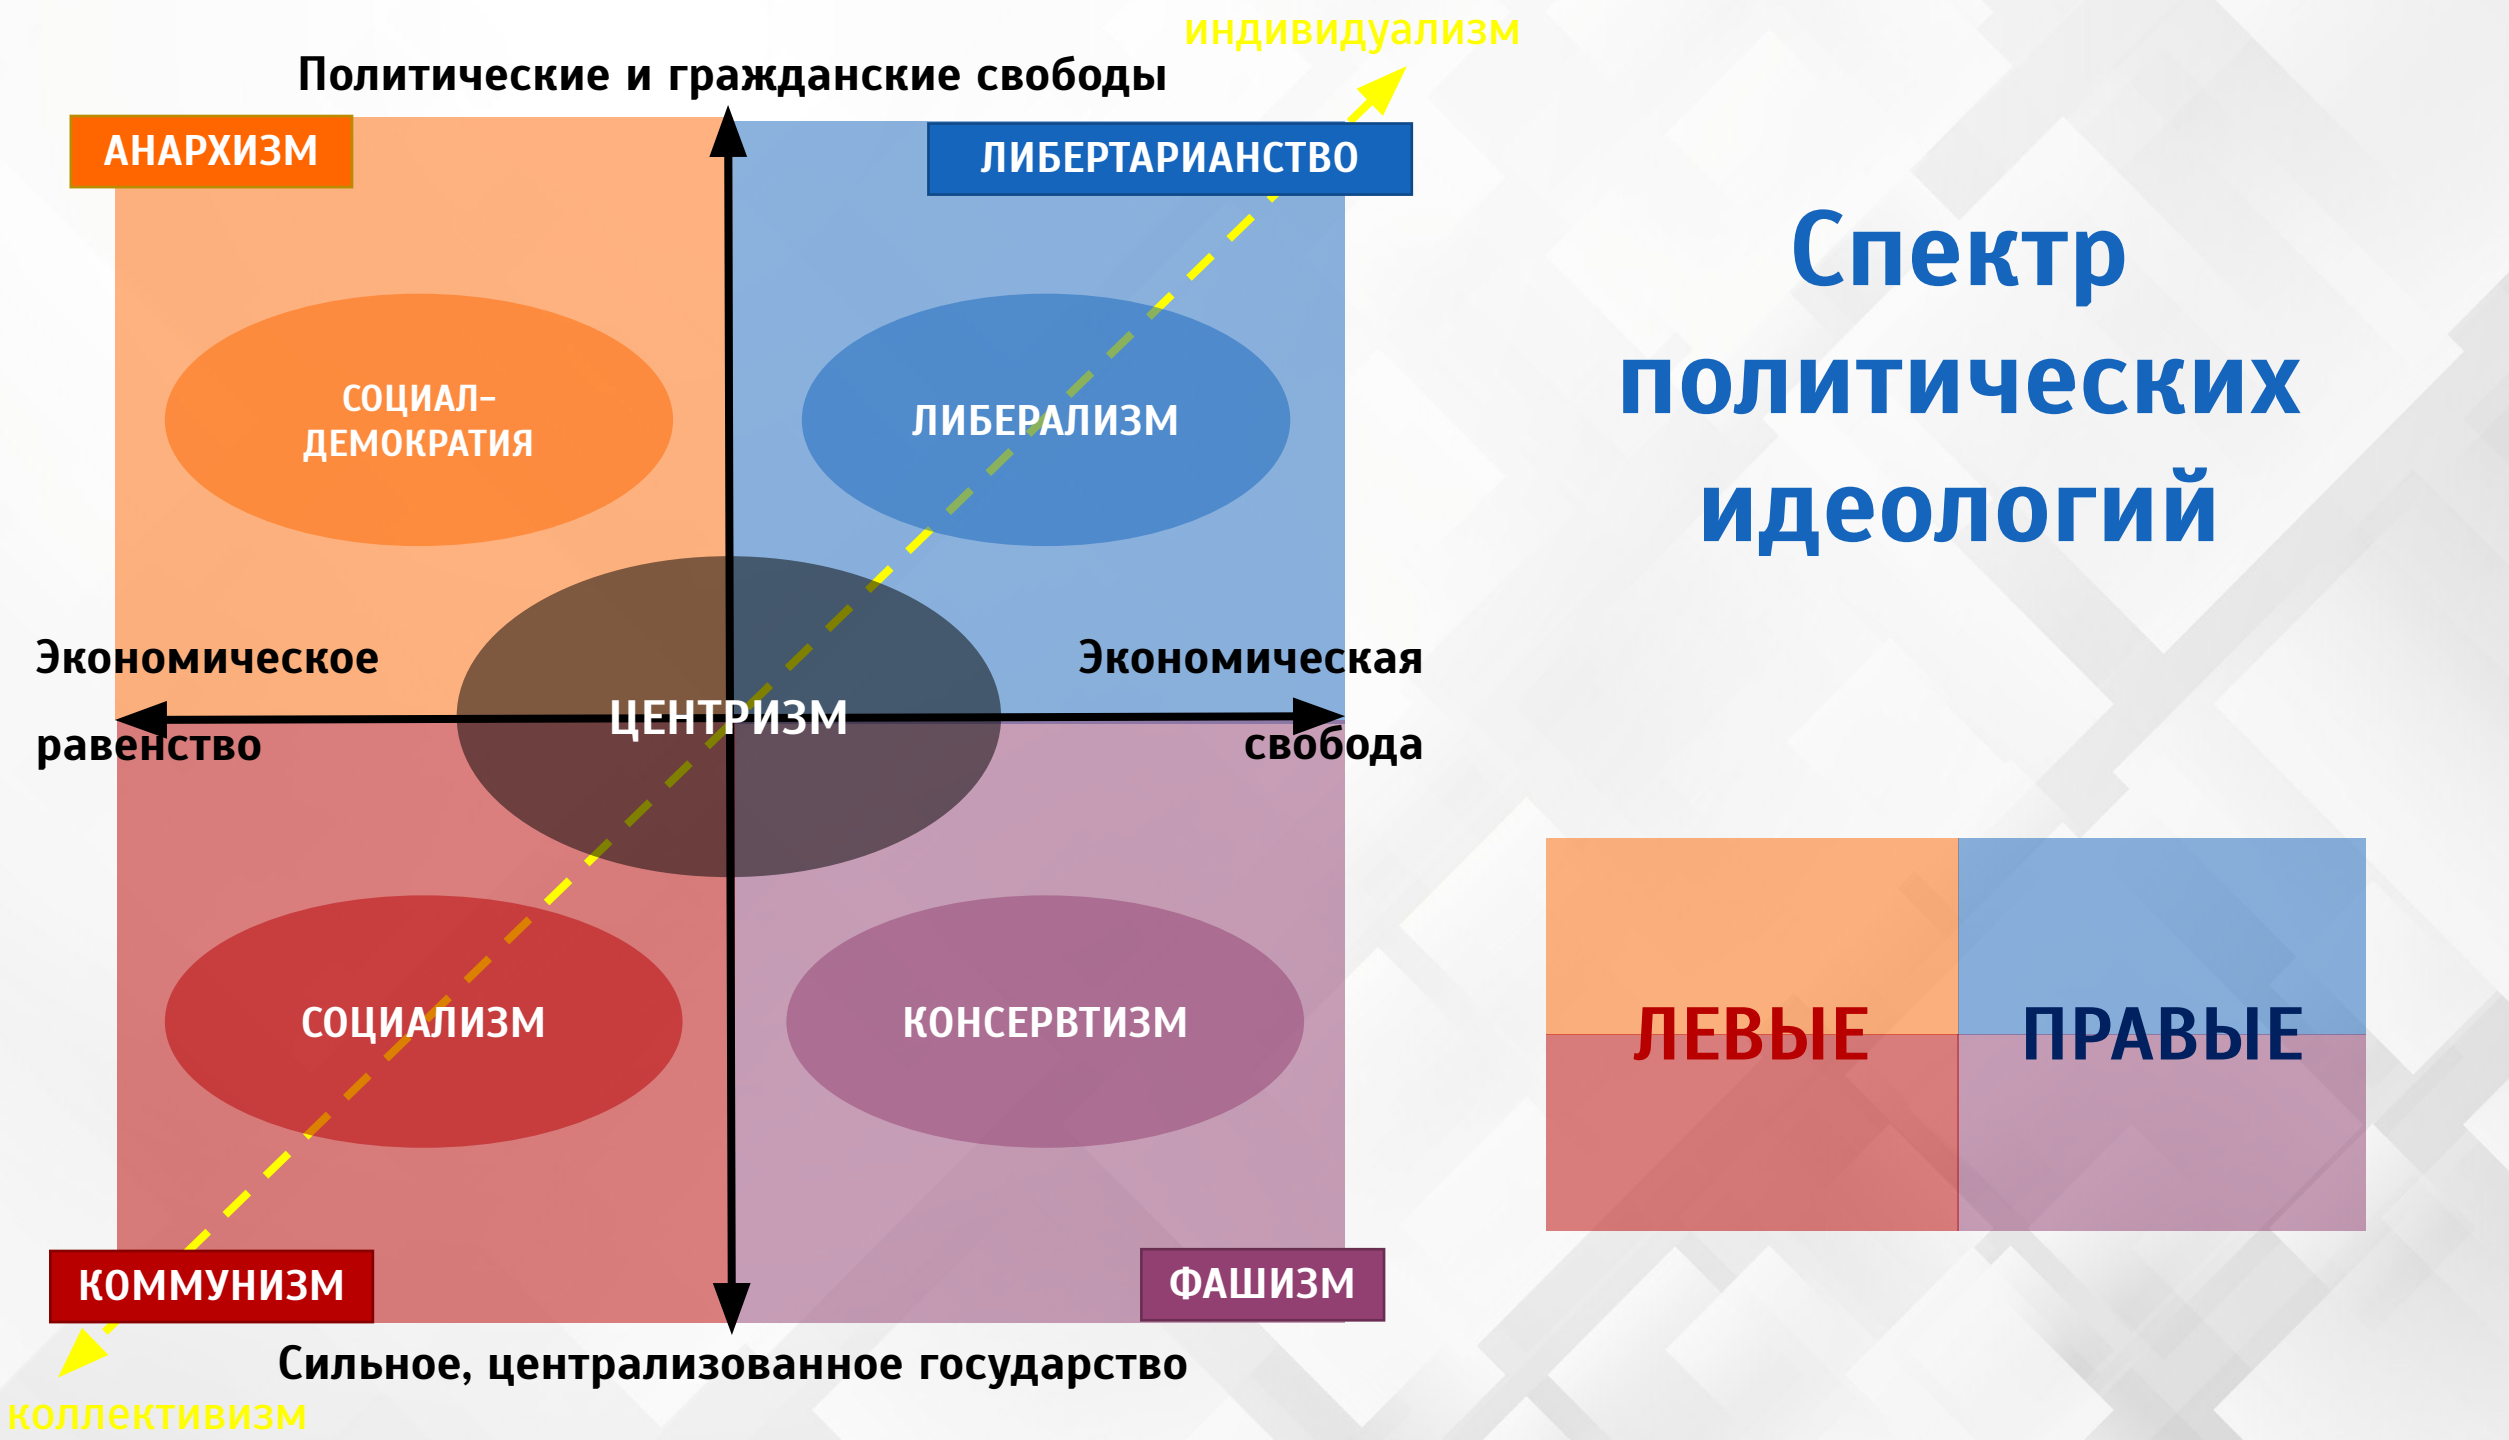 индивидуализм
Политические и гражданские свободы
АНАРХИЗМ
ЛИБЕРТАРИАНСТВО
СОЦИАЛ-
ДЕМОКРАТИЯ
ЛИБЕРАЛИЗМ
Экономическое
равенство
ЦЕНТРИЗМ
Экономическая
свобода
СОЦИАЛИЗМ
КОНСЕРВТИЗМ
КОММУНИЗМ
ФАШИЗМ
Сильное, централизованное государство
коллективизм
Спектр
политических
идеологий
ЛЕВЫЕ
ПРАВЫЕ